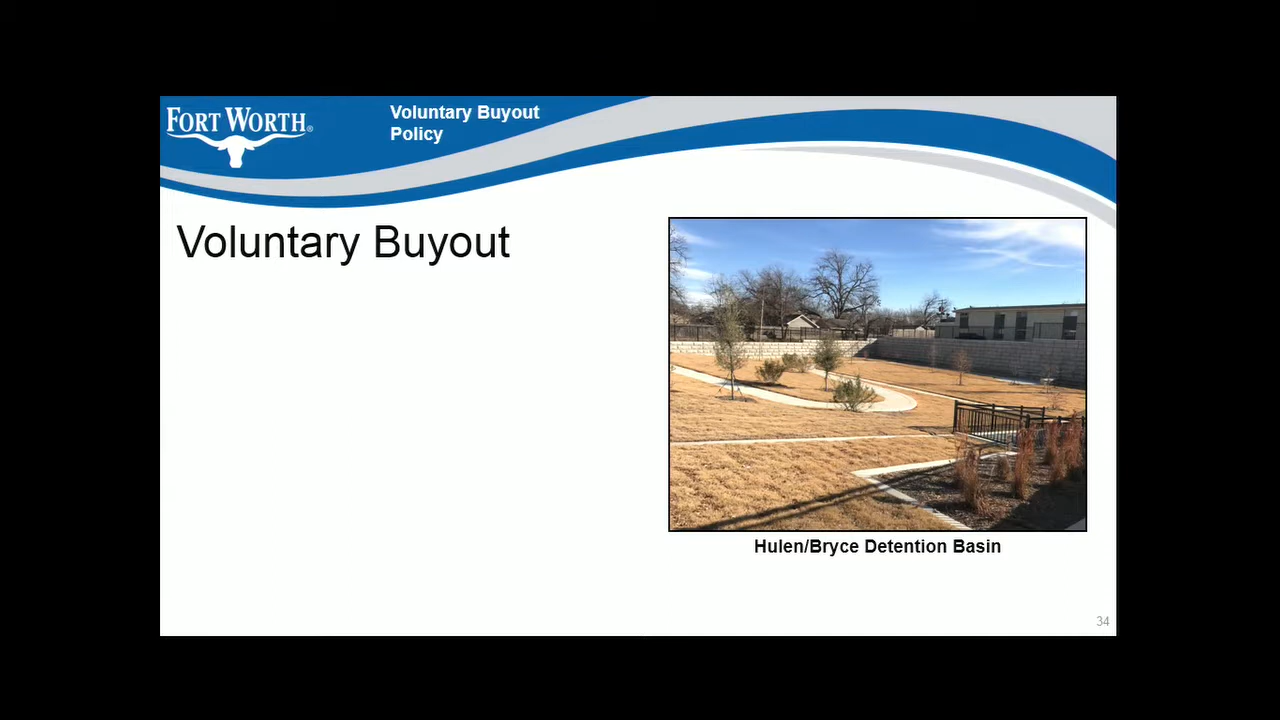 FORT WORTH®
Voluntary Buyout
Policy
Voluntary Buyout
Hulen/Bryce Detention Basin
34